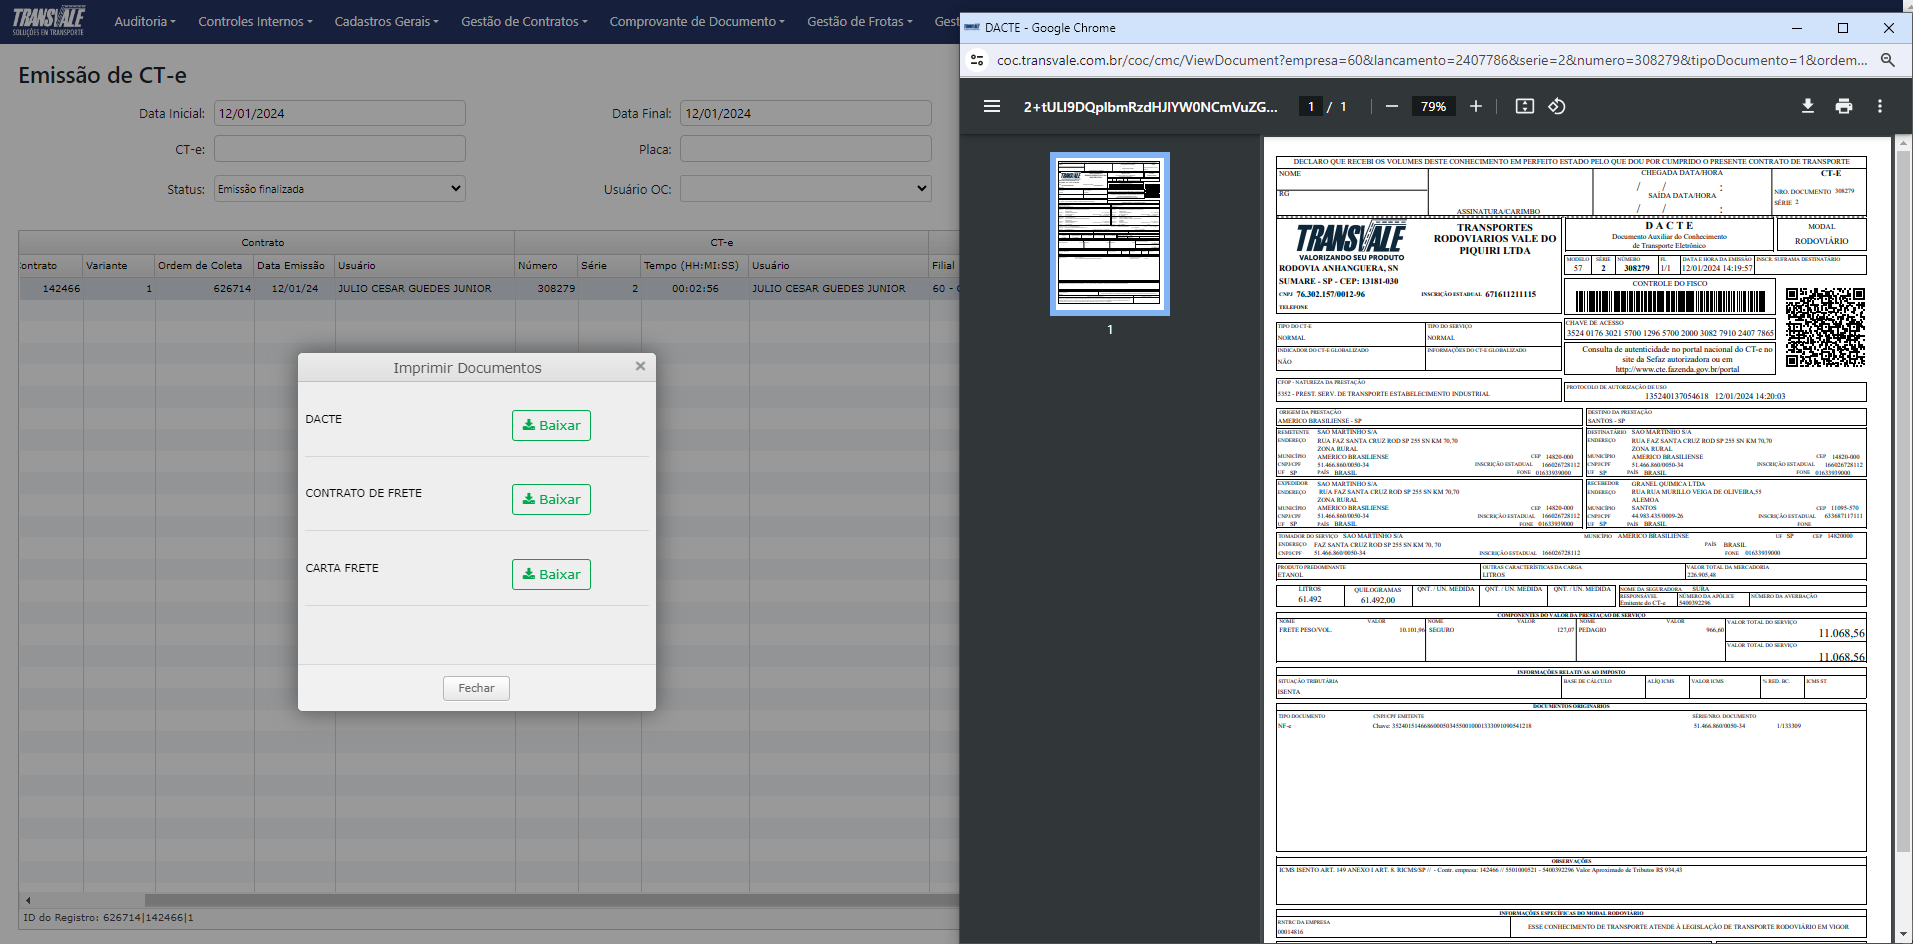 TRANSVALE
SOLUÇÕES EM TRANSPORTE
Auditoria
Controles Internos
Cadastros Gerais
Gestão de Contratos
Comprovante de Documento
Gestão de Frotas
Gest
Emissão de CT-e
Data Inicial: 12/01/2024
Data Final: 12/01/2024
CT-e:
Placa:
Status: Emissão finalizada
Usuário OC:
Contrato
CT-e
ontrato Variante Ordem de Coleta Data Emissão Usuário Número Série Tempo (HH:MI:SS) Usuário Filial
142466 1 626714 12/01/24 JULIO CESAR GUEDES JUNIOR 308279 2 00:02:56 JULIO CESAR GUEDES JUNIOR 60 -
Imprimir Documentos
DACTE
Baixar
CONTRATO DE FRETE
Baixar
CARTA FRETE
Baixar
Fechar
ID do Registro: 626714|142466|1
DACTE - Google Chrome
coc.transvale.com.br/coc/cmc/ViewDocument?empresa=60&lancamento=2407786&serie=2&numero=308279&tipoDocumento=1&ordem...
2+tULI9DQplbmRzdHJlYW0NCmVuZG...
1 / 1
79%
1
DECLARO QUE RECEBI OS VOLUMES DESTE CONHECIMENTO EM PERFEITO ESTADO PELO QUE DOU POR CUMPRIDO O PRESENTE CONTRATO DE TRANSPORTE
NOME
RG
ASSINATURA/CARIMBO
CHEGADA DATA/HORA
/ / :
SAÍDA DATA/HORA
/ / :
CT-E
NRO. DOCUMENTO 308279
SÉRIE 2
TRANSVALE
VALORIZANDO SEU PRODUTO
TRANSPORTES
RODOVIARIOS VALE DO
PIQUIRI LTDA
RODOVIA ANHANGUERA, SN
SUMARE - SP - CEP: 13181-030
CNPJ 76.302.157/0012-96 INSCRIÇÃO ESTADUAL 671611211115
TELEFONE
D A C T E
Documento Auxiliar do Conhecimento
de Transporte Eletrônico
MODAL
RODOVIÁRIO
MODELO SÉRIE NÚMERO FL DATA E HORA DA EMISSÃO INSCR. SUFRAMA DESTINATÁRIO
57 2 308279 1/1 12/01/2024 14:19:57
CONTROLE DO FISCO
CHAVE DE ACESSO
3524 0176 3021 5700 1296 5700 2000 3082 7910 2407 7865
Consulta de autenticidade no portal nacional do CT-e no
site da Sefaz autorizadora ou em
http://www.cte.fazenda.gov.br/portal
TIPO DO CT-E
NORMAL
TIPO DO SERVIÇO
NORMAL
INDICADOR DO CT-E GLOBALIZADO
NÃO
INFORMAÇÕES DO CT-E GLOBALIZADO
CFOP - NATUREZA DA PRESTAÇÃO
5352 - PREST. SERV. DE TRANSPORTE ESTABELECIMENTO INDUSTRIAL
PROTOCOLO DE AUTORIZAÇÃO DE USO
135240137054618 12/01/2024 14:20:03
ORIGEM DA PRESTAÇÃO
AMERICO BRASILIENSE - SP
DESTINO DA PRESTAÇÃO
SANTOS - SP
REMETENTE SAO MARTINHO S/A
ENDEREÇO RUA FAZ SANTA CRUZ ROD SP 255 SN KM 70,70
ZONA RURAL
MUNICÍPIO AMERICO BRASILIENSE CEP 14820-000
CNPJ/CPF 51.466.860/0050-34 INSCRIÇÃO ESTADUAL 166026728112
UF SP PAÍS BRASIL FONE 01633939000
DESTINATÁRIO SAO MARTINHO S/A
ENDEREÇO RUA FAZ SANTA CRUZ ROD SP 255 SN KM 70,70
ZONA RURAL
MUNICÍPIO AMERICO BRASILIENSE CEP 14820-000
CNPJ/CPF 51.466.860/0050-34 INSCRIÇÃO ESTADUAL 166026728112
UF SP PAÍS BRASIL FONE 01633939000
EXPEDIDOR SAO MARTINHO S/A
ENDEREÇO RUA FAZ SANTA CRUZ ROD SP 255 SN KM 70,70
ZONA RURAL
MUNICÍPIO AMERICO BRASILIENSE CEP 14820-000
CNPJ/CPF 51.466.860/0050-34 INSCRIÇÃO ESTADUAL 166026728112
UF SP PAÍS BRASIL FONE 01633939000
RECEBEDOR GRANEL QUIMICA LTDA
ENDEREÇO RUA RUA MURILLO VEIGA DE OLIVEIRA,55
ALEMOA
MUNICÍPIO SANTOS CEP 11095-570
CNPJ/CPF 44.983.435/0009-26 INSCRIÇÃO ESTADUAL 633687117111
UF SP PAÍS BRASIL FONE
TOMADOR DO SERVIÇO SAO MARTINHO S/A MUNICÍPIO AMERICO BRASILIENSE UF SP CEP 14820000
ENDEREÇO FAZ SANTA CRUZ ROD SP 255 SN KM 70, 70 PAÍS BRASIL
CNPJ/CPF 51.466.860/0050-34 INSCRIÇÃO ESTADUAL 166026728112 FONE 01633939000
PRODUTO PREDOMINANTE
ETANOL
OUTRAS CARACTERÍSTICAS DA CARGA
LITROS
VALOR TOTAL DA MERCADORIA
226.905,48
LITROS QUILOGRAMAS QNT. / UN. MEDIDA QNT. / UN. MEDIDA QNT. / UN. MEDIDA
61.492 61.492,00
NOME DA SEGURADORA SURA
RESPONSÁVEL NÚMERO DA APÓLICE NÚMERO DA AVERBAÇÃO
Emitente do CT-e 5400392296
COMPONENTES DO VALOR DA PRESTAÇÃO DE SERVIÇO
NOME VALOR NOME VALOR NOME VALOR
FRETE PESO/VOL. 10.101,96 SEGURO 127,07 PEDAGIO 966,60
VALOR TOTAL DO SERVIÇO
11.068,56
VALOR TOTAL DO SERVIÇO
11.068,56
INFORMAÇÕES RELATIVAS AO IMPOSTO
SITUAÇÃO TRIBUTÁRIA BASE DE CÁLCULO ALÍQ ICMS VALOR ICMS % RED. BC. ICMS ST
ISENTA
DOCUMENTOS ORIGINÁRIOS
TIPO DOCUMENTO CNPJ/CPF EMITENTE SÉRIE/NRO. DOCUMENTO
NF-e Chave: 35240151466860005034550010001333091090541218 51.466.860/0050-34 1/133309
OBSERVAÇÕES
ICMS ISENTO ART. 149 ANEXO I ART. 8. RICMS/SP // - Contr. empresa: 142466 // 5501000521 - 5400392296 Valor Aproximado de Tributos R$ 934,43
INFORMAÇÕES ESPECÍFICAS DO MODAL RODOVIÁRIO
RNTRC DA EMPRESA
00014816
ESSE CONHECIMENTO DE TRANSPORTE ATENDE À LEGISLAÇÃO DE TRANSPORTE RODOVIÁRIO EM VIGOR